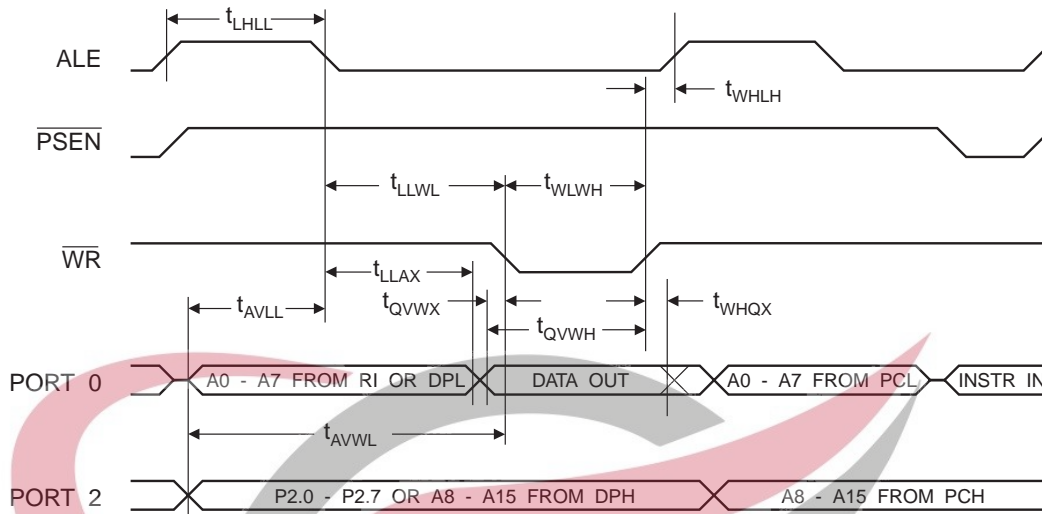 tLHLL
ALE
tWHLH
PSEN
tLLWL
tWLWH
WR
tLLAX
tAVLL
tQVWX
tWHQX
tQVWH
PORT 0
A0 - A7 FROM RI OR DPL
DATA OUT
A0 - A7 FROM PCL
INSTR IN
tAVWL
PORT 2
P2.0 - P2.7 OR A8 - A15 FROM DPH
A8 - A15 FROM PCH